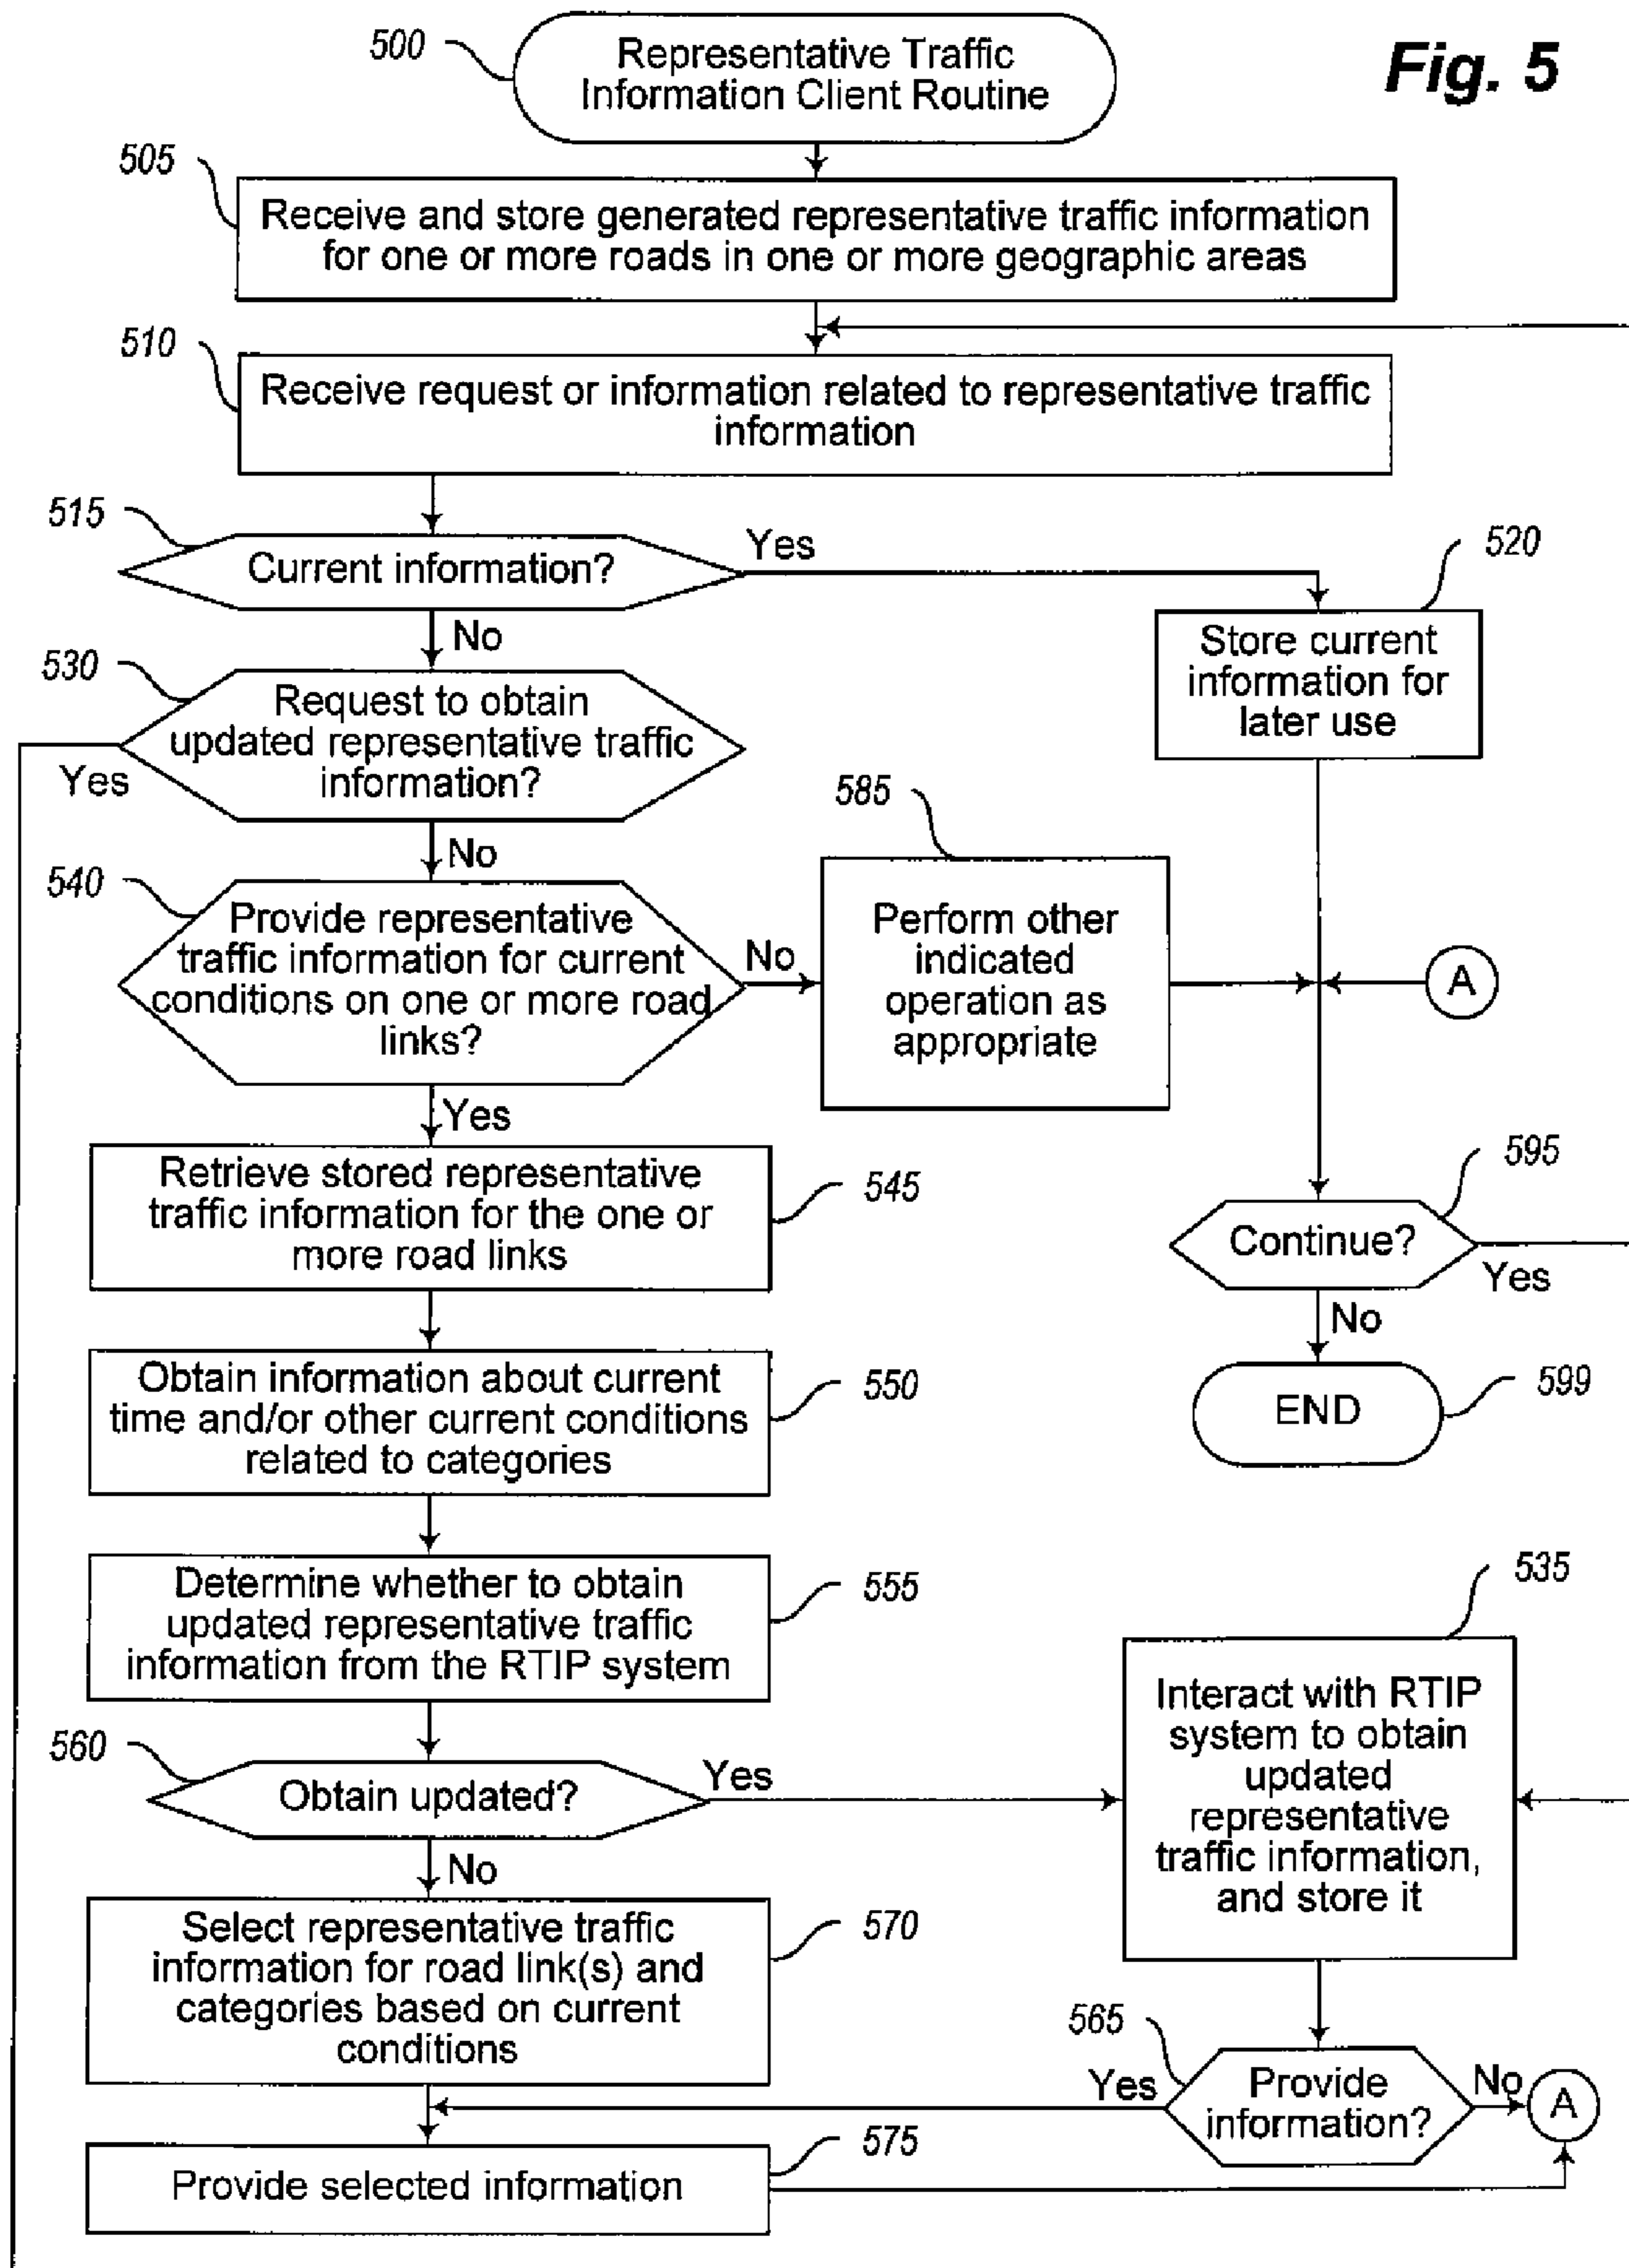 500
Representative Traffic
Information Client Routine
Fig. 5
505
Receive and store generated representative traffic information
for one or more roads in one or more geographic areas
510
Receive request or information related to representative traffic
information
515
Current information?
Yes
No
520
Store current
information for
later use
530
Request to obtain
updated representative traffic
information?
Yes
No
585
Perform other
indicated
operation as
appropriate
A
540
Provide representative
traffic information for current
conditions on one or more road
links?
No
Yes
545
Retrieve stored representative
traffic information for the one or
more road links
595
Continue?
Yes
No
550
Obtain information about current
time and/or other current conditions
related to categories
END
599
555
Determine whether to obtain
updated representative traffic
information from the RTIP system
535
Interact with RTIP
system to obtain
updated
representative
traffic information,
and store it
560
Obtain updated?
Yes
No
570
Select representative traffic
information for road link(s) and
categories based on current
conditions
565
Provide
information?
Yes
No
A
575
Provide selected information